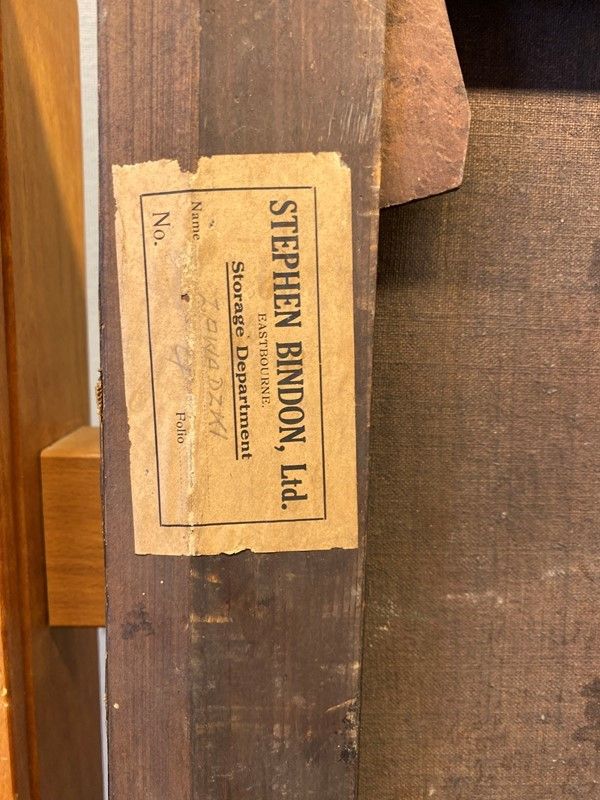 STEPHEN BINDON, Ltd.
EASTBOURNE.
Storage Department
Name
No. Folio